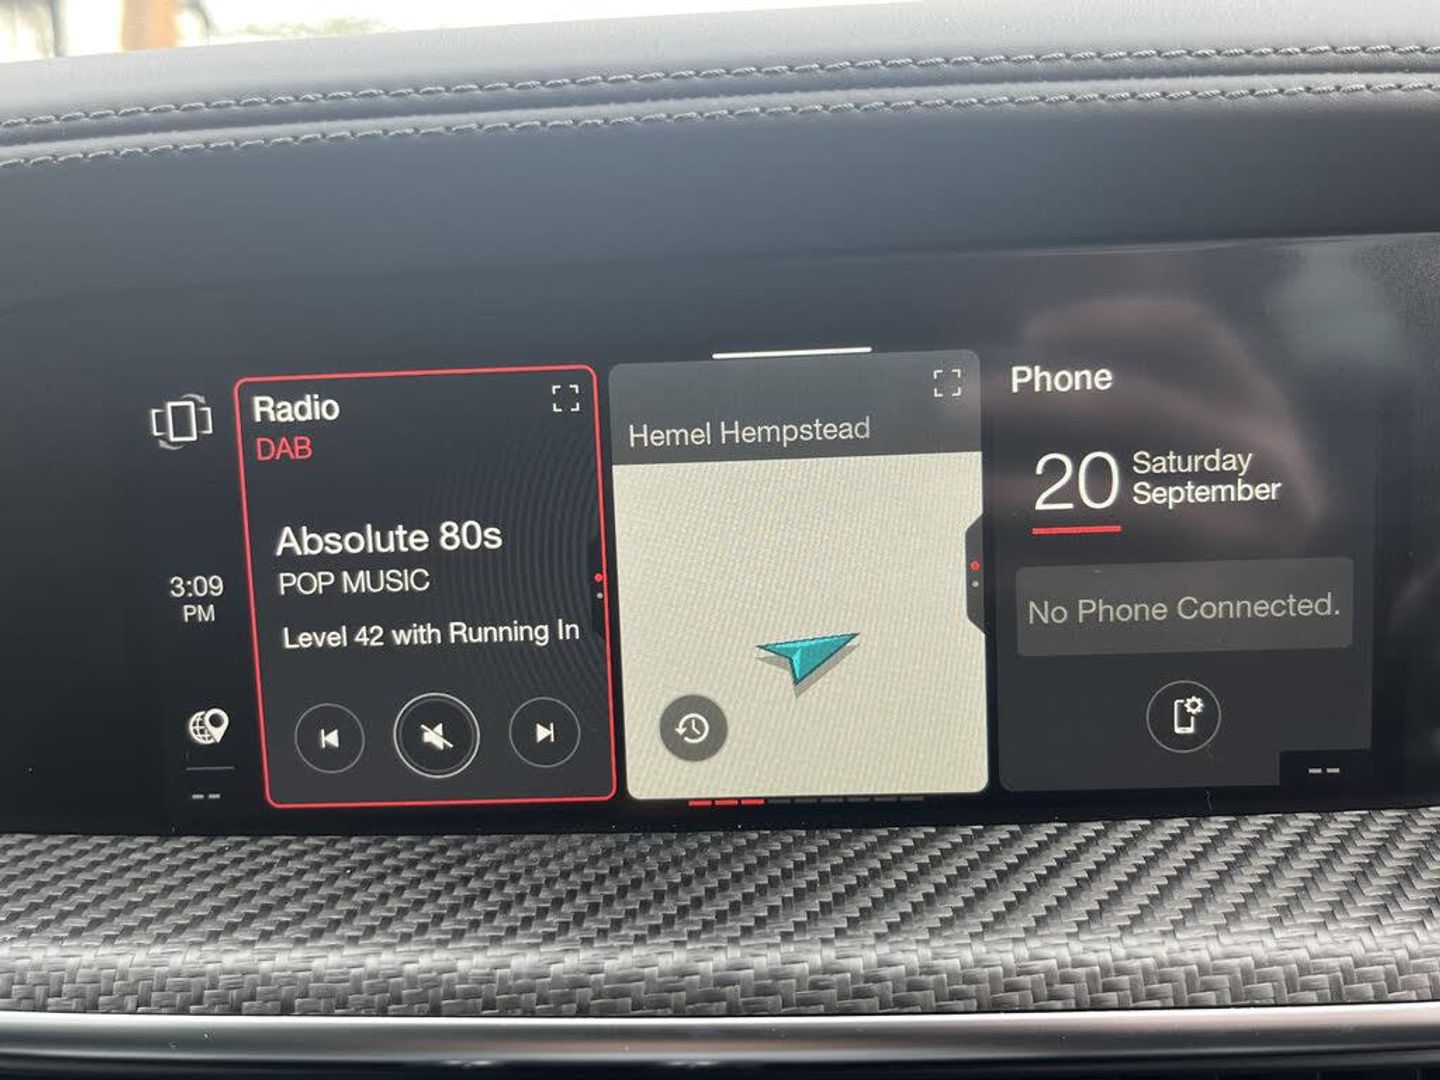 Radio
DAB
Absolute 80s
POP MUSIC
Level 42 with Running In
3:09
PM
--
Hemel Hempstead
Phone
20
Saturday
September
No Phone Connected.
--